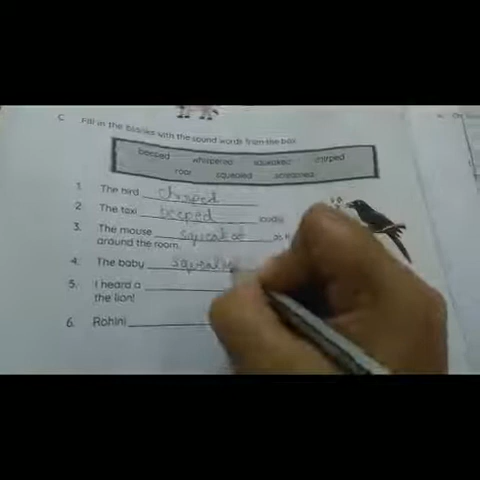 C Fill in the blanks with the sound words from the box.
beeped whispered squeaked chirped
roar squealed screamed
1. The bird chirped
2. The taxi beeped loudly
3. The mouse as it
around the room.
4. The baby
5. I heard a
the lion!
6. Rohini